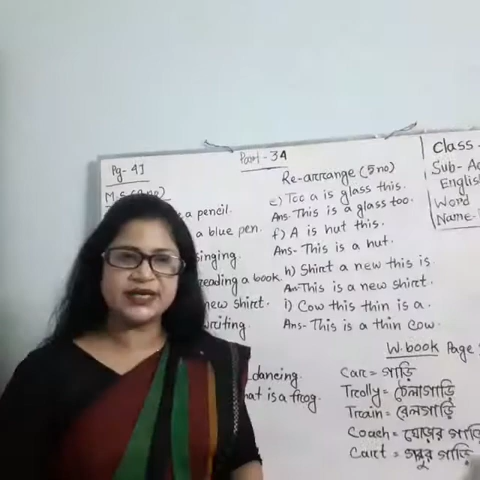 Pg- 41
Part - 34
a pencil.
a blue pen.
singing.
reading a book.
new shirt.
writing.
dancing.
hat is a frog.
Re-arrange (5no)
e) Too a is glass this.
Ans- This is a glass too.
f) A is hut this.
Ans- This is a hut.
h) Shirt a new this is
An- This is a new shirt.
i) Cow this thin is a.
Ans- This is a thin cow.
W.book Page
Car = গাড়ি
Trolly = ঠেলাগাড়ি
Train = রেলগাড়ি
Coach = ঘোড়ার গাড়ি
Cart = গরুর গাড়ি
Class -
Sub- A
English
Word
Name-